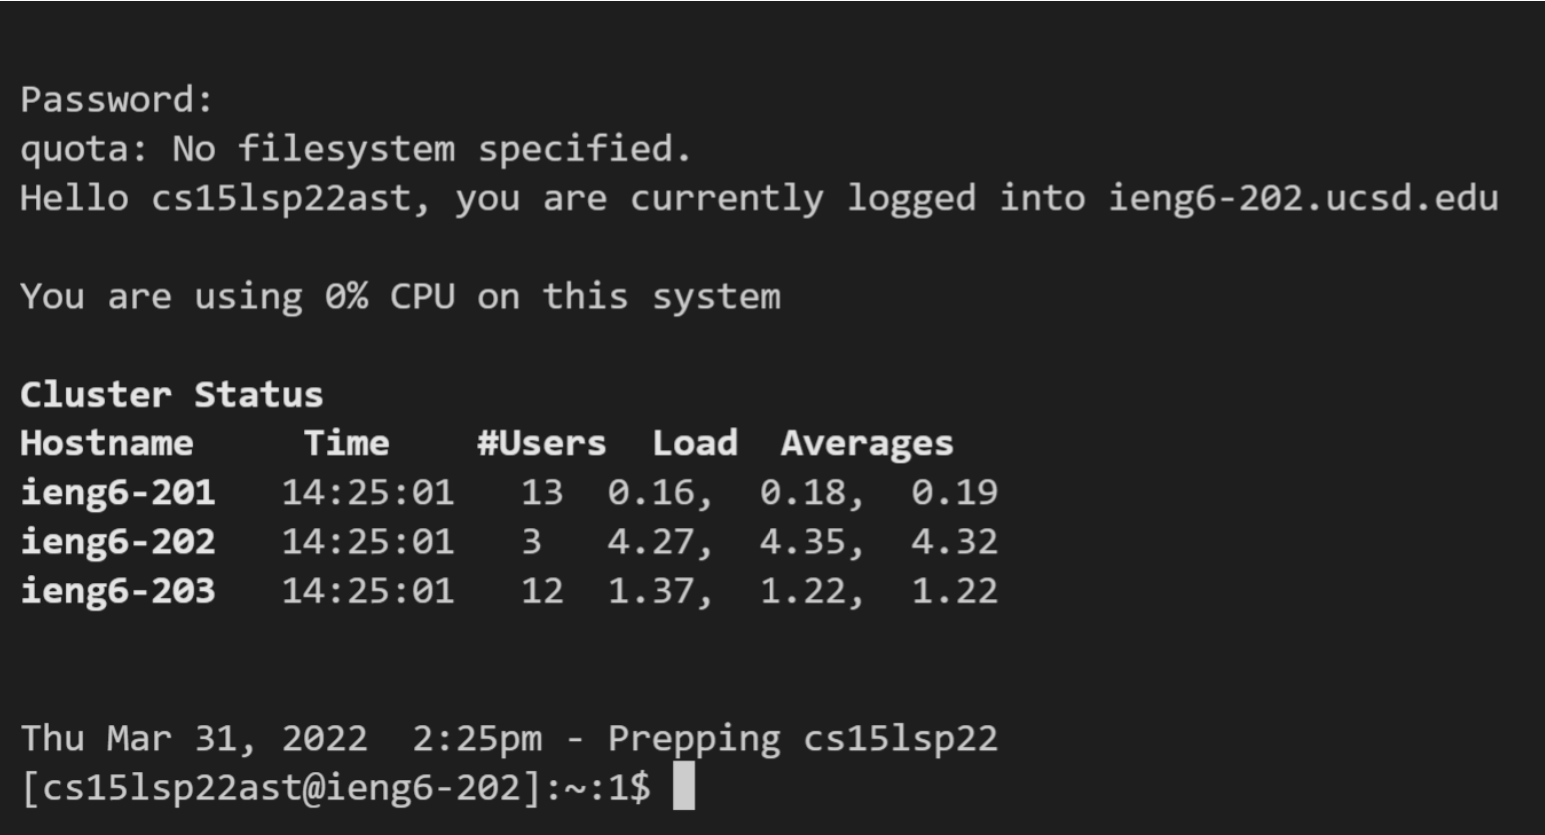 Password:
quota: No filesystem specified.
Hello cs15lsp22ast, you are currently logged into ieng6-202.ucsd.edu
You are using 0% CPU on this system
Cluster Status
Hostname     Time    #Users  Load  Averages
ieng6-201   14:25:01   13  0.16,  0.18,  0.19
ieng6-202   14:25:01   3   4.27,  4.35,  4.32
ieng6-203   14:25:01   12  1.37,  1.22,  1.22
Thu Mar 31, 2022  2:25pm - Prepping cs15lsp22
[cs15lsp22ast@ieng6-202]:~:1$